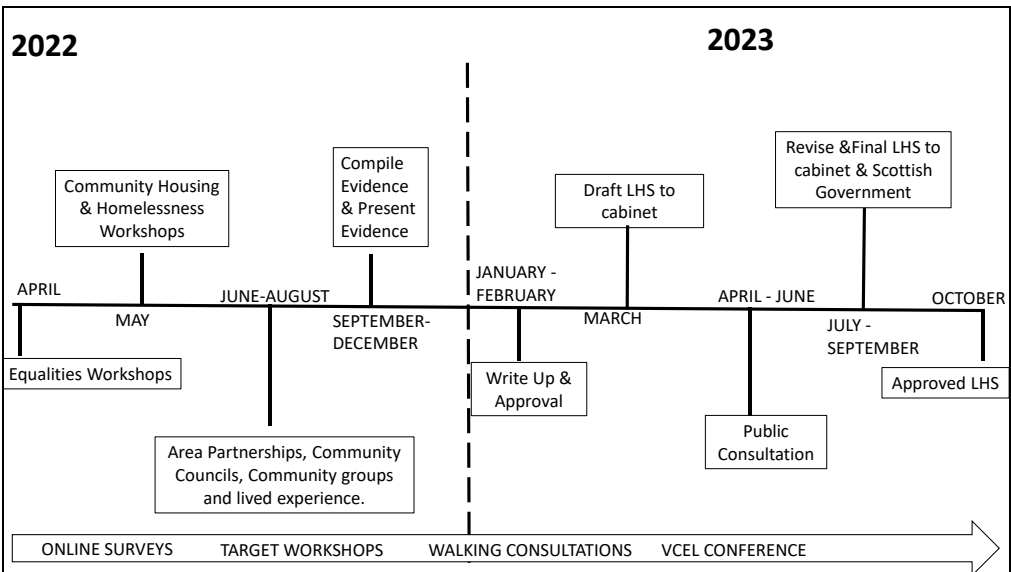 2022
2023
Community Housing
& Homelessness
Workshops
Compile
Evidence
& Present
Evidence
Draft LHS to
cabinet
Revise &Final LHS to
cabinet & Scottish
Government
APRIL
MAY
JUNE-AUGUST
SEPTEMBER-
DECEMBER
JANUARY -
FEBRUARY
MARCH
APRIL - JUNE
JULY -
SEPTEMBER
OCTOBER
Equalities Workshops
Area Partnerships, Community
Councils, Community groups
and lived experience.
Write Up &
Approval
Public
Consultation
Approved LHS
ONLINE SURVEYS TARGET WORKSHOPS WALKING CONSULTATIONS VCEL CONFERENCE